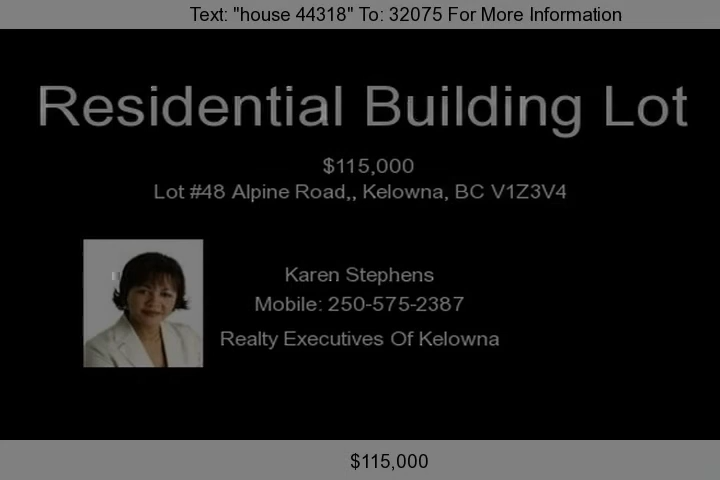 Text: "house 44318" To: 32075 For More Information
Residential Building Lot
$115,000
Lot #48 Alpine Road,, Kelowna, BC V1Z3V4
Karen Stephens
Mobile: 250-575-2387
Realty Executives Of Kelowna
$115,000